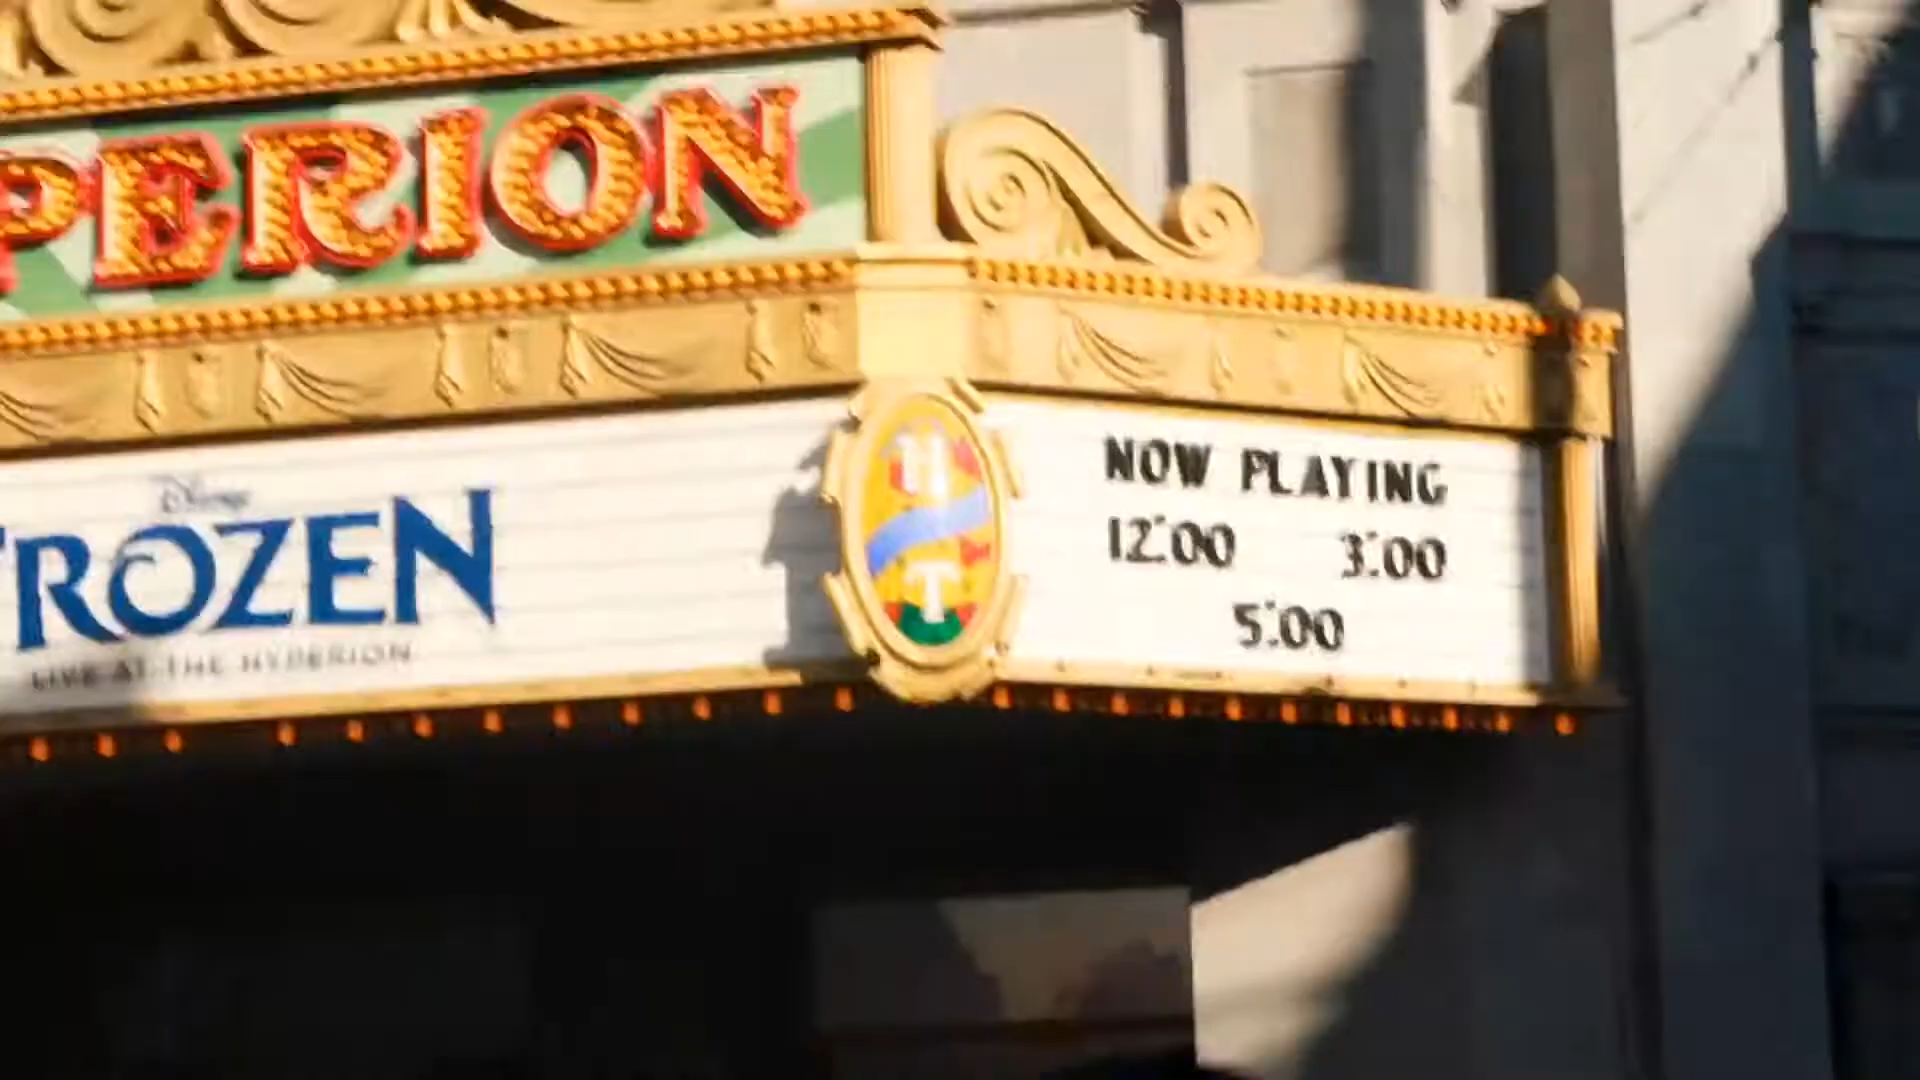 PERION
Disney
FROZEN
LIVE AT THE HYPERION
H
T
NOW PLAYING
12:00 3:00
5:00